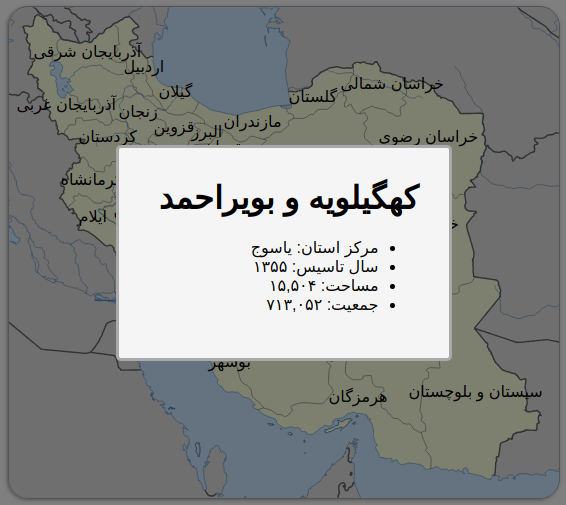 آذربایجان شرقی
اردبیل
آذربایجان غربی
گیلان
زنجان
خراسان شمالی
گلستان
مازندران
البرز
قزوین
کردستان
خراسان رضوی
ایلام
کهگیلویه و بویراحمد
مرکز استان: یاسوج
سال تاسیس: ۱۳۵۵
مساحت: ۱۵,۵۰۴
جمعیت: ۷۱۳,۰۵۲
بوشهر
هرمزگان
سیستان و بلوچستان